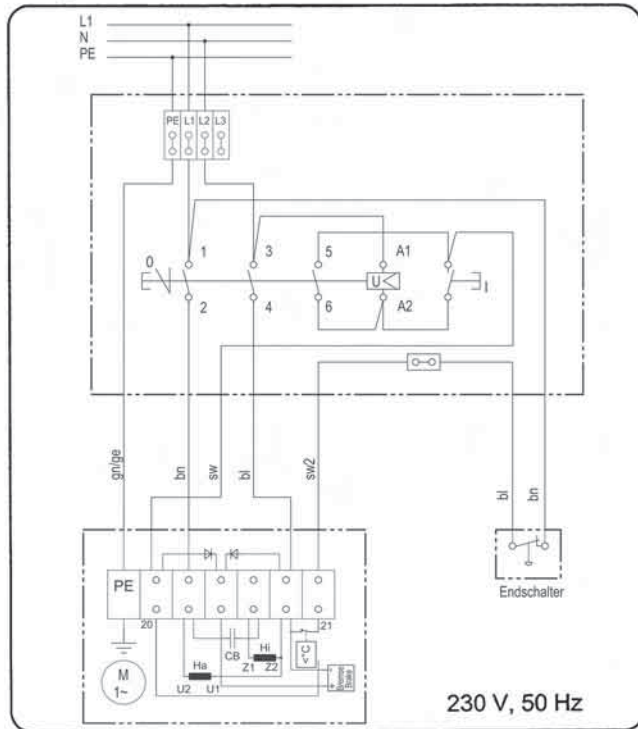 L1
N
PE
PE L1 L2 L3
0
1 3 5 A1
U<
I
2 4 6 A2
gn/ge
bn
sw
bl
sw2
bl
bn
PE
Endschalter
20
21
CB
Hi
Z1 Z2
<°C
Ha
U2 U1
M
1~
Bremse
Brake
230 V, 50 Hz